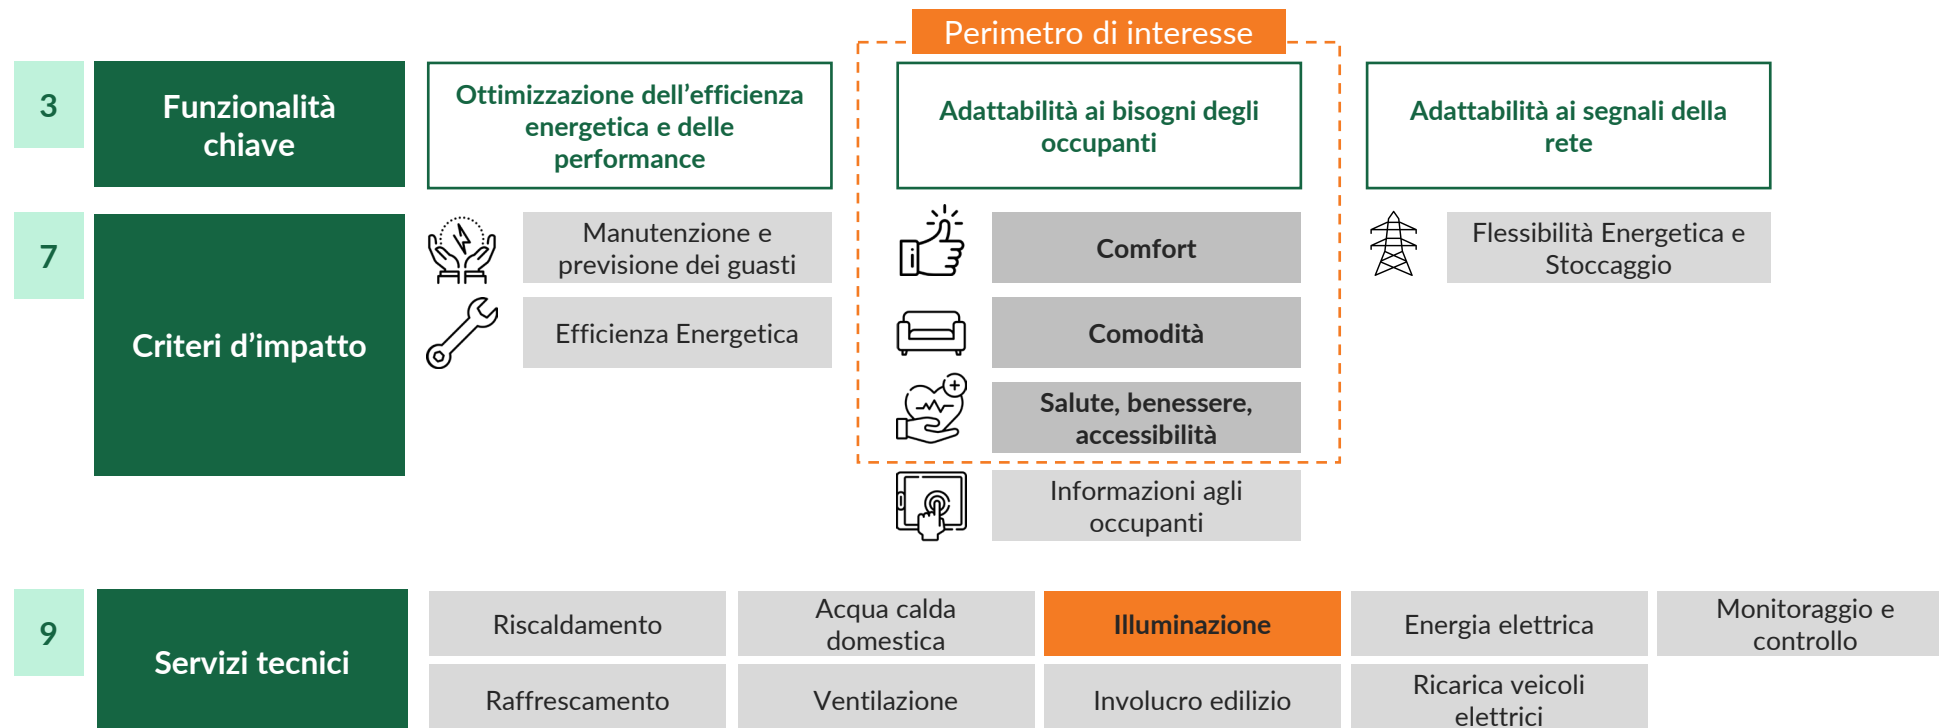 Perimetro di interesse
3
Funzionalità
chiave
Ottimizzazione dell’efficienza
energetica e delle
performance
Adattabilità ai bisogni degli
occupanti
Adattabilità ai segnali della
rete
7
Criteri d’impatto
Manutenzione e
previsione dei guasti
Efficienza Energetica
Comfort
Comodità
Salute, benessere,
accessibilità
Informazioni agli
occupanti
Flessibilità Energetica e
Stoccaggio
9
Servizi tecnici
Riscaldamento
Acqua calda
domestica
Illuminazione
Energia elettrica
Monitoraggio e
controllo
Raffrescamento
Ventilazione
Involucro edilizio
Ricarica veicoli
elettrici